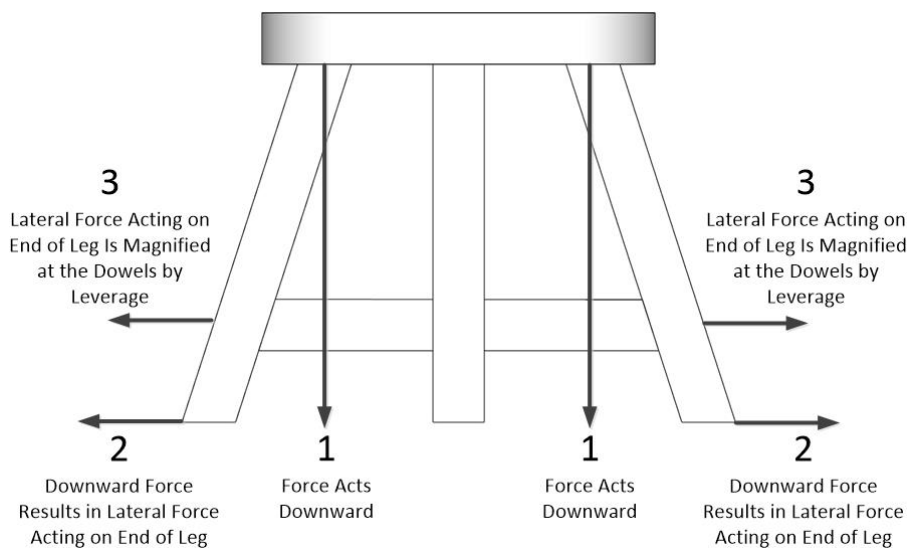 3
Lateral Force Acting on
End of Leg Is Magnified
at the Dowels by
Leverage
3
Lateral Force Acting on
End of Leg Is Magnified
at the Dowels by
Leverage
2
Downward Force
Results in Lateral Force
Acting on End of Leg
1
Force Acts
Downward
1
Force Acts
Downward
2
Downward Force
Results in Lateral Force
Acting on End of Leg